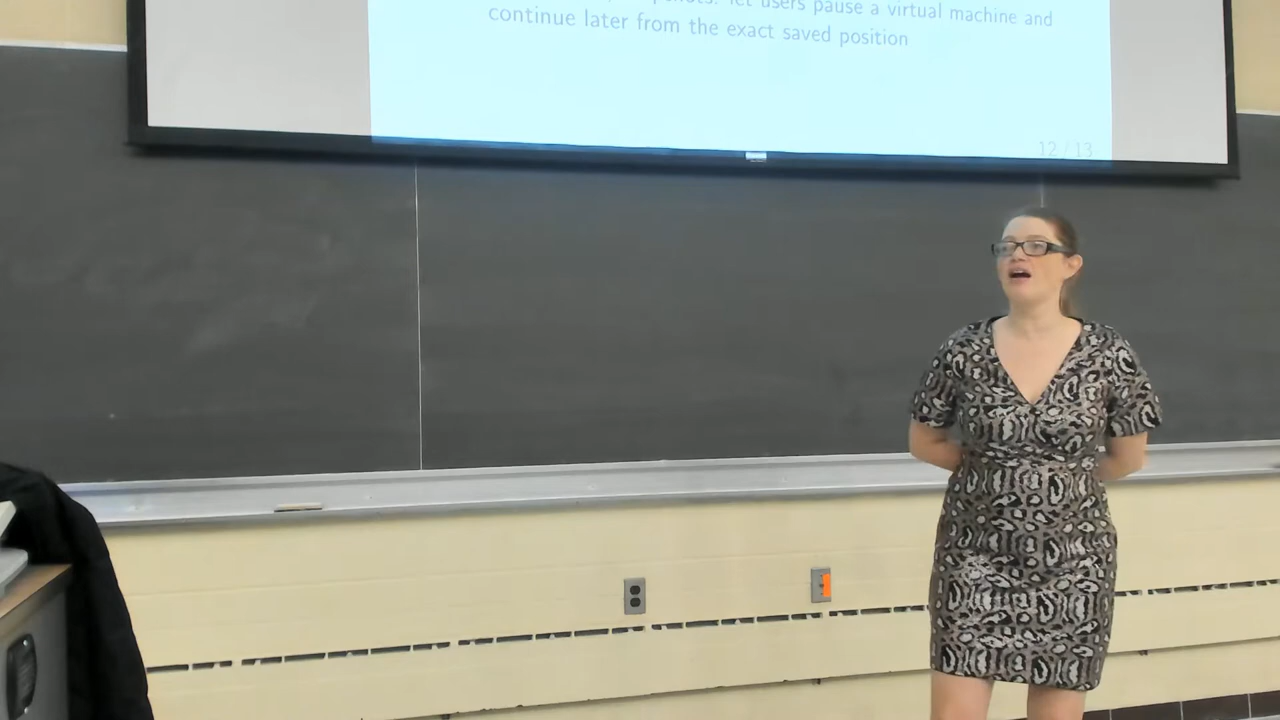 let users pause a virtual machine and
continue later from the exact saved position
12 / 13